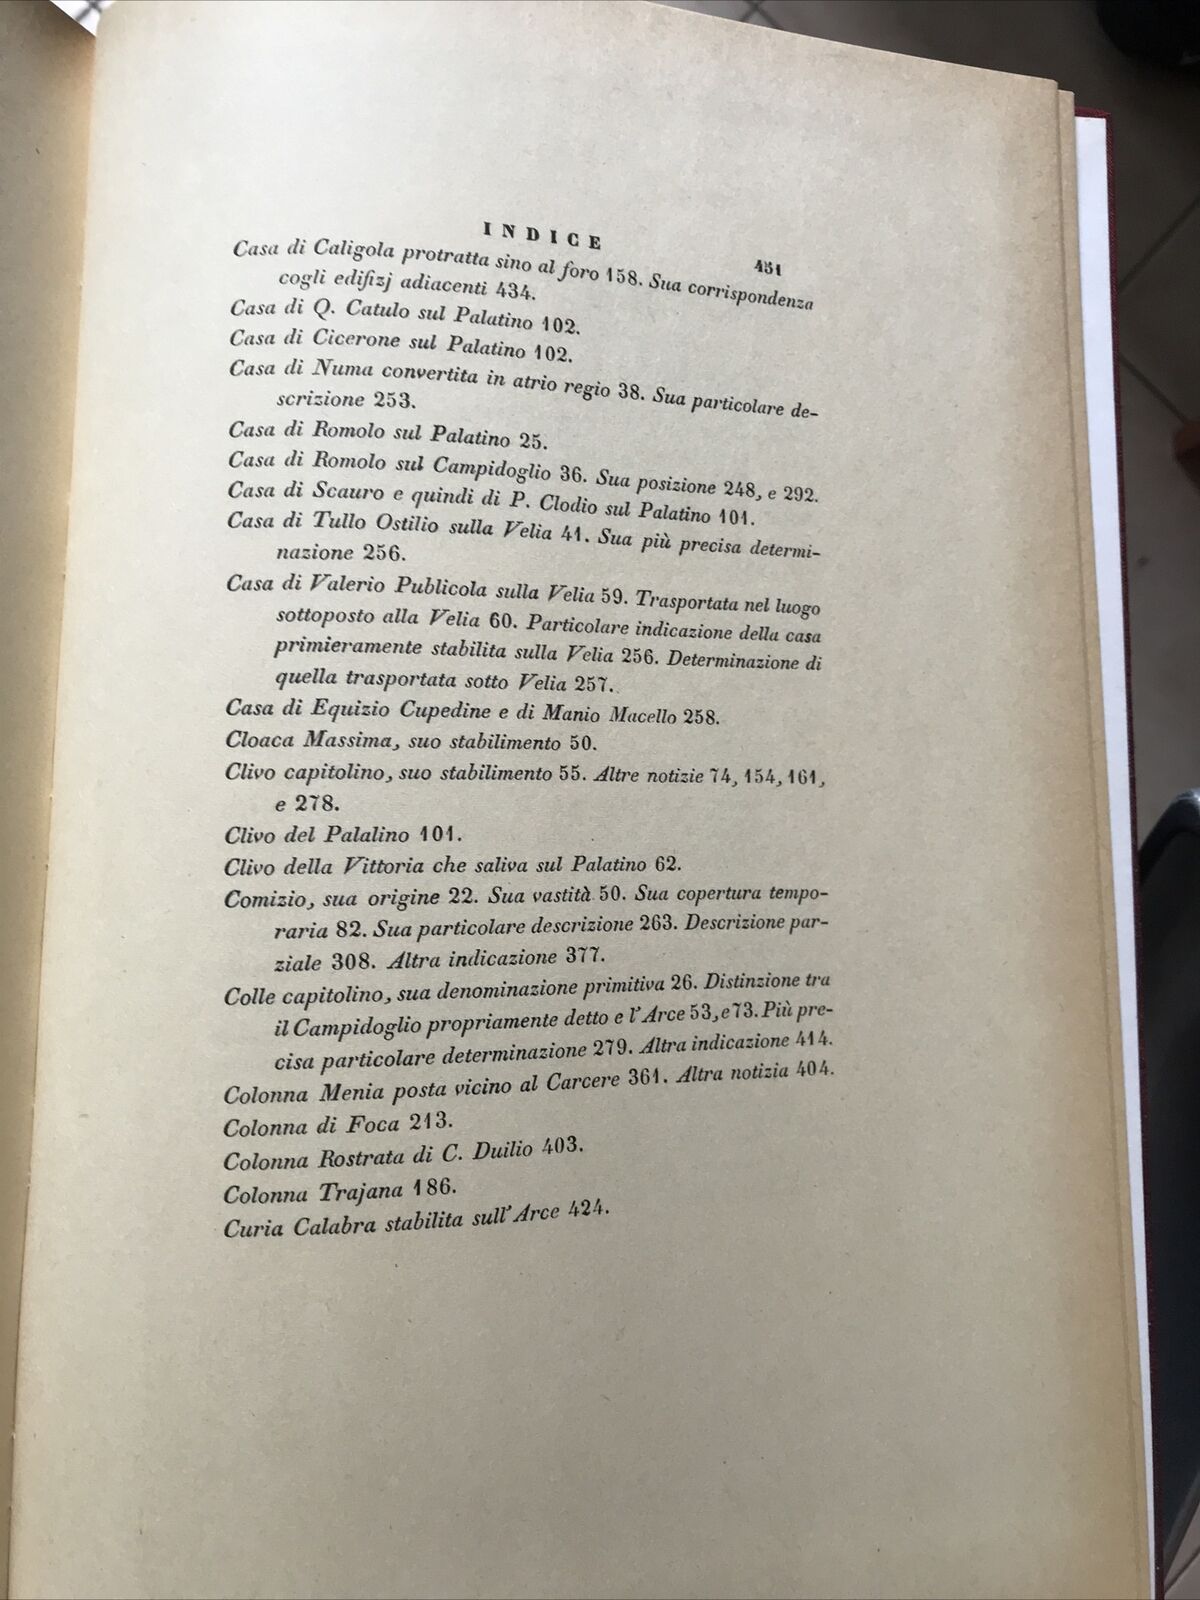 INDICE 451
Casa di Caligola protratta sino al foro 158. Sua corrispondenza
cogli edifizj adiacenti 434.
Casa di Q. Catulo sul Palatino 102.
Casa di Cicerone sul Palatino 102.
Casa di Numa convertita in atrio regio 38. Sua particolare de-
scrizione 253.
Casa di Romolo sul Palatino 25.
Casa di Romolo sul Campidoglio 36. Sua posizione 248, e 292.
Casa di Scauro e quindi di P. Clodio sul Palatino 101.
Casa di Tullo Ostilio sulla Velia 41. Sua più precisa determi-
nazione 256.
Casa di Valerio Publicola sulla Velia 59. Trasportata nel luogo
sottoposto alla Velia 60. Particolare indicazione della casa
primieramente stabilita sulla Velia 256. Determinazione di
quella trasportata sotto Velia 257.
Casa di Equizio Cupedine e di Manio Macello 258.
Cloaca Massima, suo stabilimento 50.
Clivo capitolino, suo stabilimento 55. Altre notizie 74, 154, 161,
e 278.
Clivo del Palalino 101.
Clivo della Vittoria che saliva sul Palatino 62.
Comizio, sua origine 22. Sua vastità 50. Sua copertura tempo-
raria 82. Sua particolare descrizione 263. Descrizione par-
ziale 308. Altra indicazione 377.
Colle capitolino, sua denominazione primitiva 26. Distinzione tra
il Campidoglio propriamente detto e l'Arce 53, e 73. Più pre-
cisa particolare determinazione 279. Altra indicazione 414.
Colonna Menia posta vicino al Carcere 361. Altra notizia 404.
Colonna di Foca 213.
Colonna Rostrata di C. Duilio 403.
Colonna Trajana 186.
Curia Calabra stabilita sull'Arce 424.